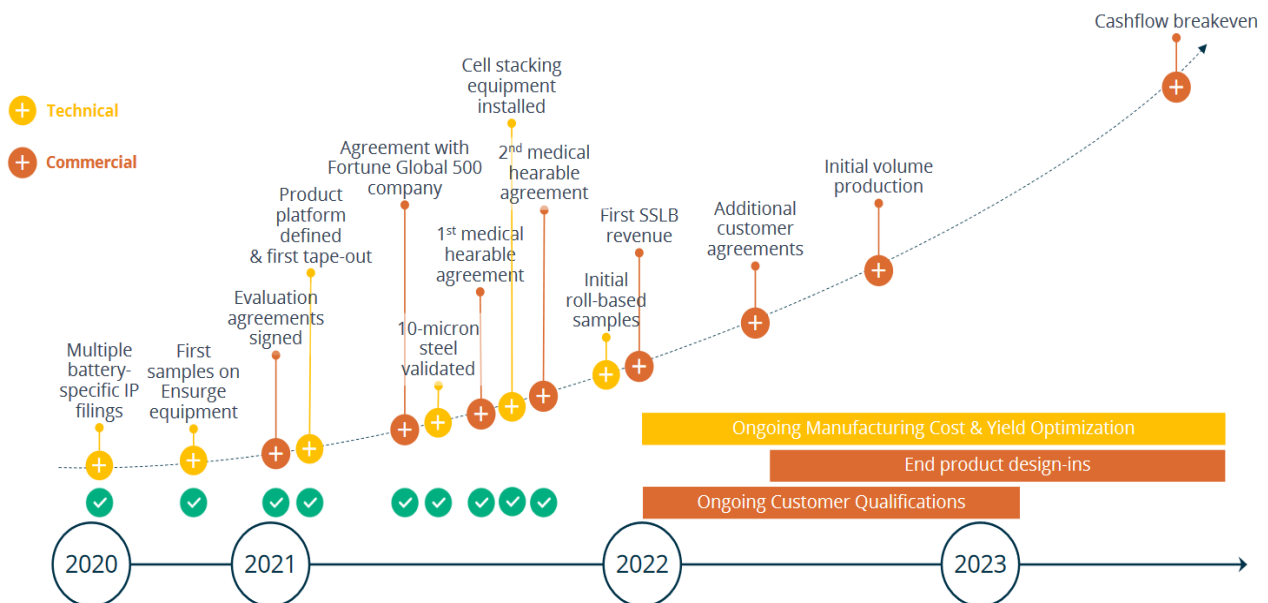 Cashflow breakeven
Cell stacking
equipment
installed
Technical
Commercial
Agreement with
Fortune Global 500
company
2nd medical
hearable
agreement
Initial volume
production
Product
platform
defined
& first tape-out
1st medical
hearable
agreement
First SSLB
revenue
Additional
customer
agreements
Evaluation
agreements
signed
Initial
roll-based
samples
10-micron
steel
validated
Multiple
battery-
specific IP
filings
First
samples on
Ensurge
equipment
Ongoing Manufacturing Cost & Yield Optimization
End product design-ins
Ongoing Customer Qualifications
2020
2021
2022
2023